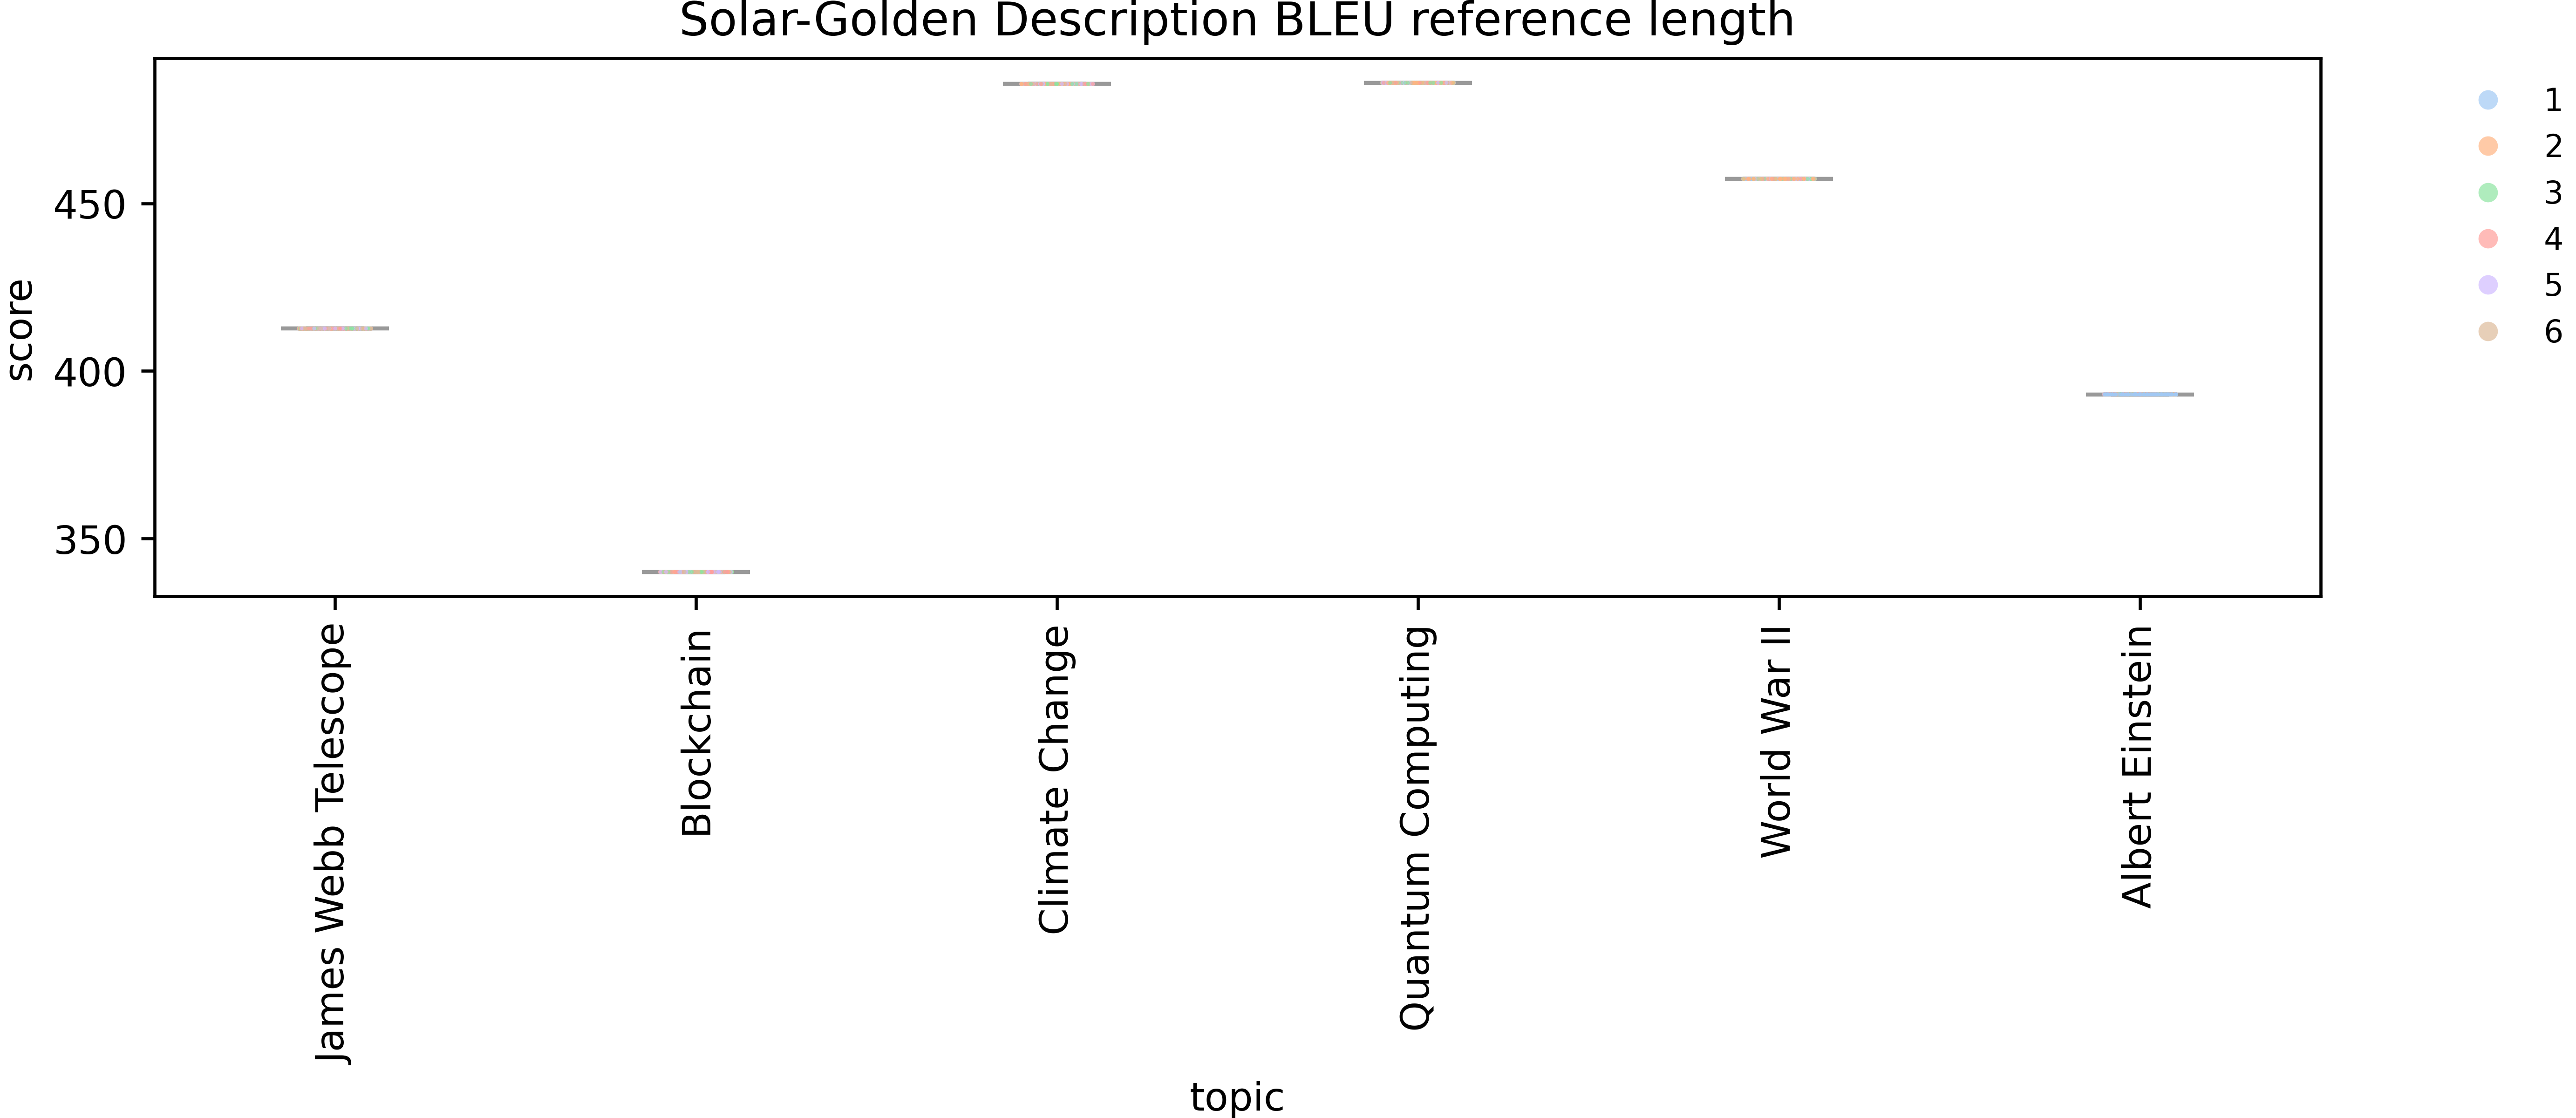 Solar-Golden Description BLEU reference length
score
450
400
350
1
2
3
4
5
6
James Webb Telescope
Blockchain
Climate Change
Quantum Computing
World War II
Albert Einstein
topic